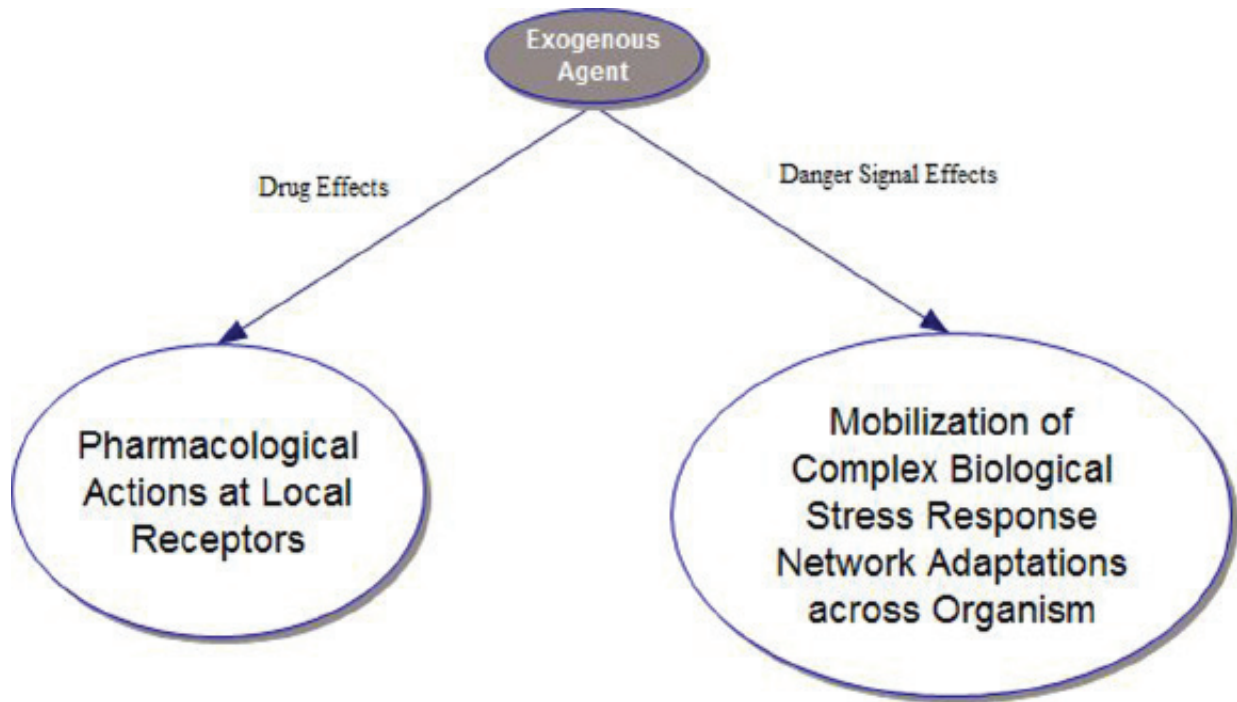 Exogenous
Agent
Drug Effects
Danger Signal Effects
Pharmacological
Actions at Local
Receptors
Mobilization of
Complex Biological
Stress Response
Network Adaptations
across Organism